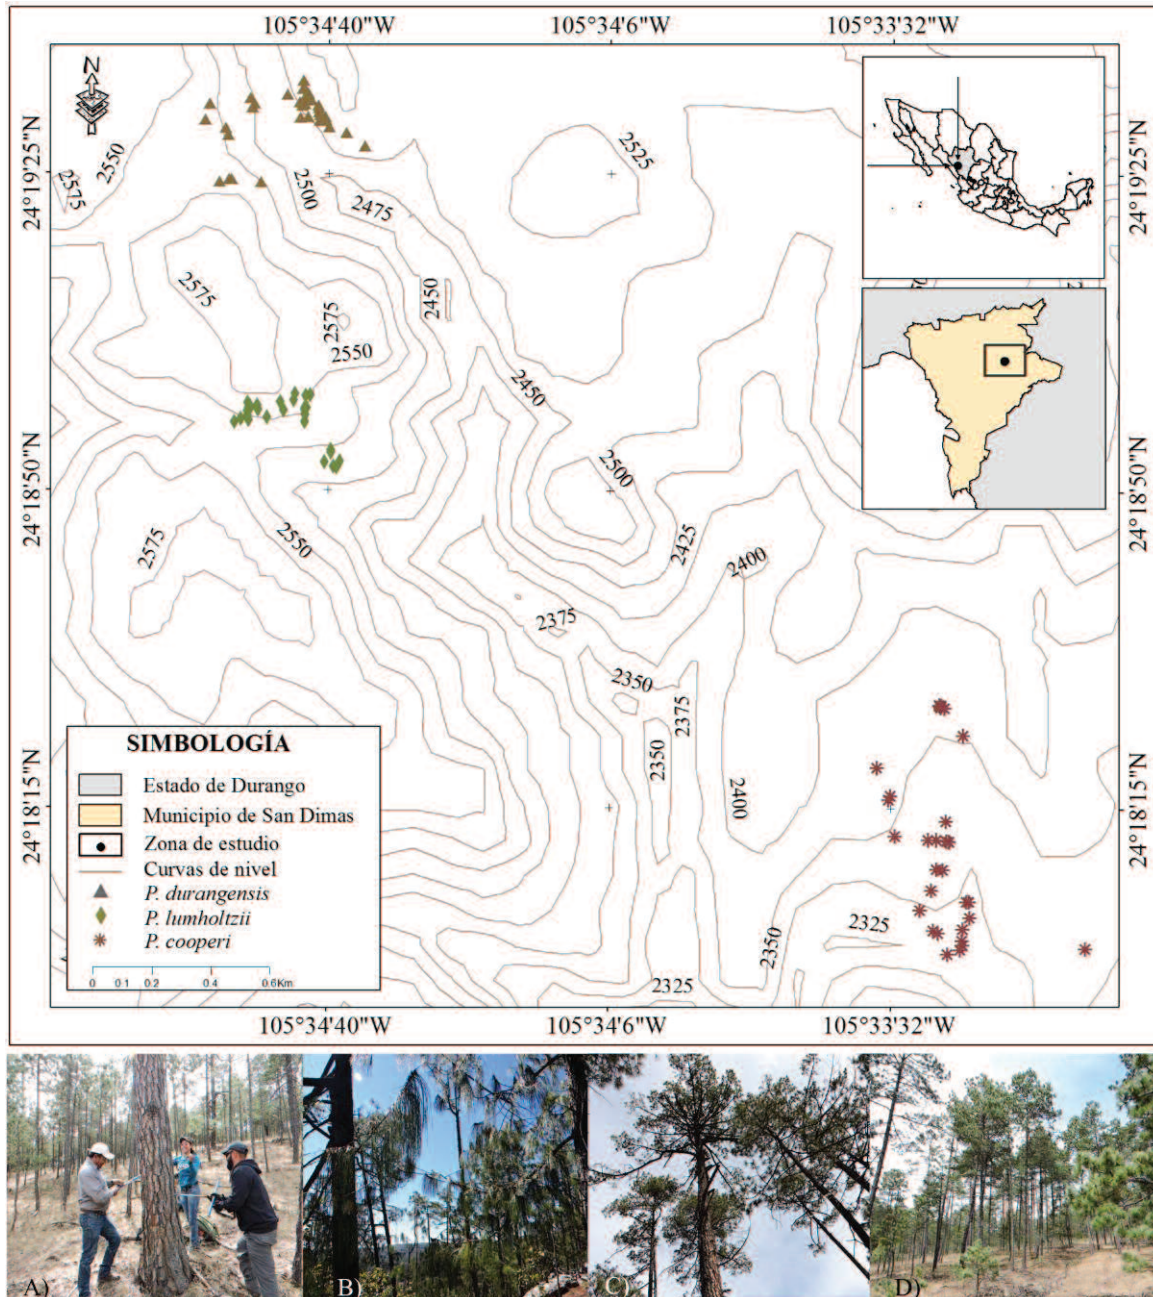 105°34'40"W 105°34'6"W 105°33'32"W
N
24°19'25"N
24°18'50"N
24°18'15"N
24°19'25"N
24°18'50"N
24°18'15"N
2550
2575
2500
2475
2525
2575
2575
2550
2450
2450
2500
2575
2550
2425
2400
2375
2350
2375
2350
2400
2350
2325
2325
SIMBOLOGÍA
Estado de Durango
Municipio de San Dimas
Zona de estudio
Curvas de nivel
P. durangensis
P. lumholtzii
P. cooperi
0 0.1 0.2 0.4 0.6 Km.
105°34'40"W 105°34'6"W 105°33'32"W
A) B) C) D)